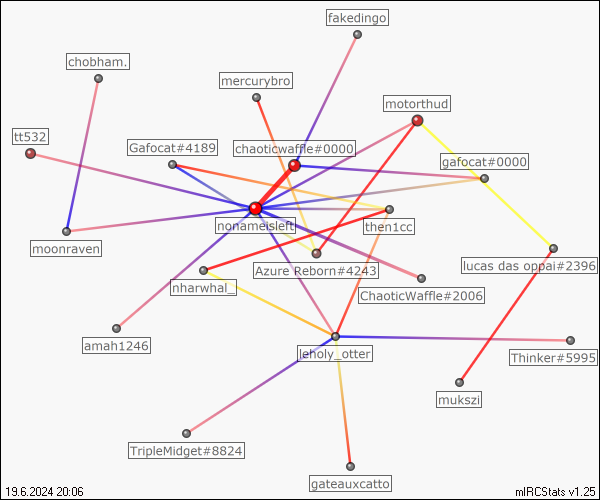 fakedingo
chobham.
mercurybro
motorthud
tt532
Gafocat#4189
chaoticwaffle#0000
gafocat#0000
nonameisleft
then1cc
moonraven
Azure Reborn#4243
lucas das oppai#2396
nharwhal_
ChaoticWaffle#2006
amah1246
leholy_otter
Thinker#5995
mukszi
TripleMidget#8824
gateauxcatto
19.6.2024 20:06
mIRCStats v1.25